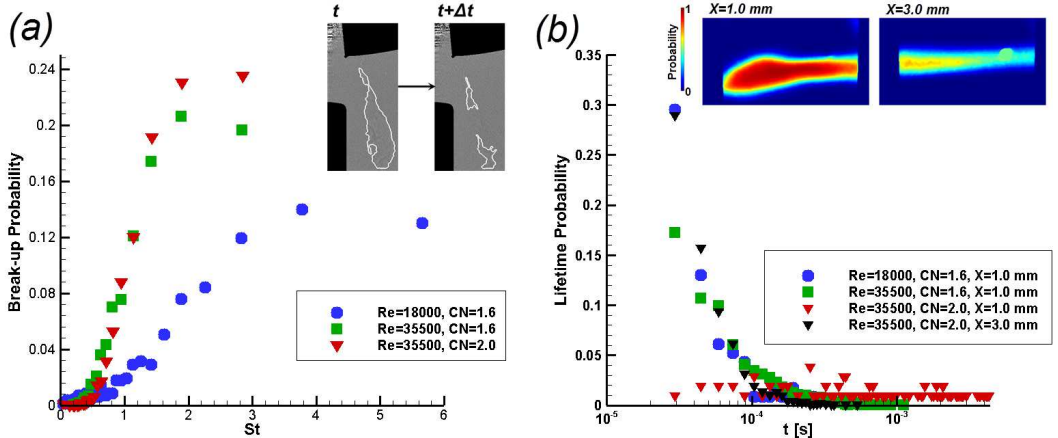 (a)
t
t+Δt
0.24
0.2
0.16
0.12
0.08
0.04
0
Break-up Probability
0 1 2 3 4 5 6
St
Re=18000, CN=1.6
Re=35500, CN=1.6
Re=35500, CN=2.0
(b)
X=1.0 mm
X=3.0 mm
1
Probability
0
0.35
0.3
0.25
0.2
0.15
0.1
0.05
0
Lifetime Probability
10-5 10-4 10-3
t [s]
Re=18000, CN=1.6, X=1.0 mm
Re=35500, CN=1.6, X=1.0 mm
Re=35500, CN=2.0, X=1.0 mm
Re=35500, CN=2.0, X=3.0 mm